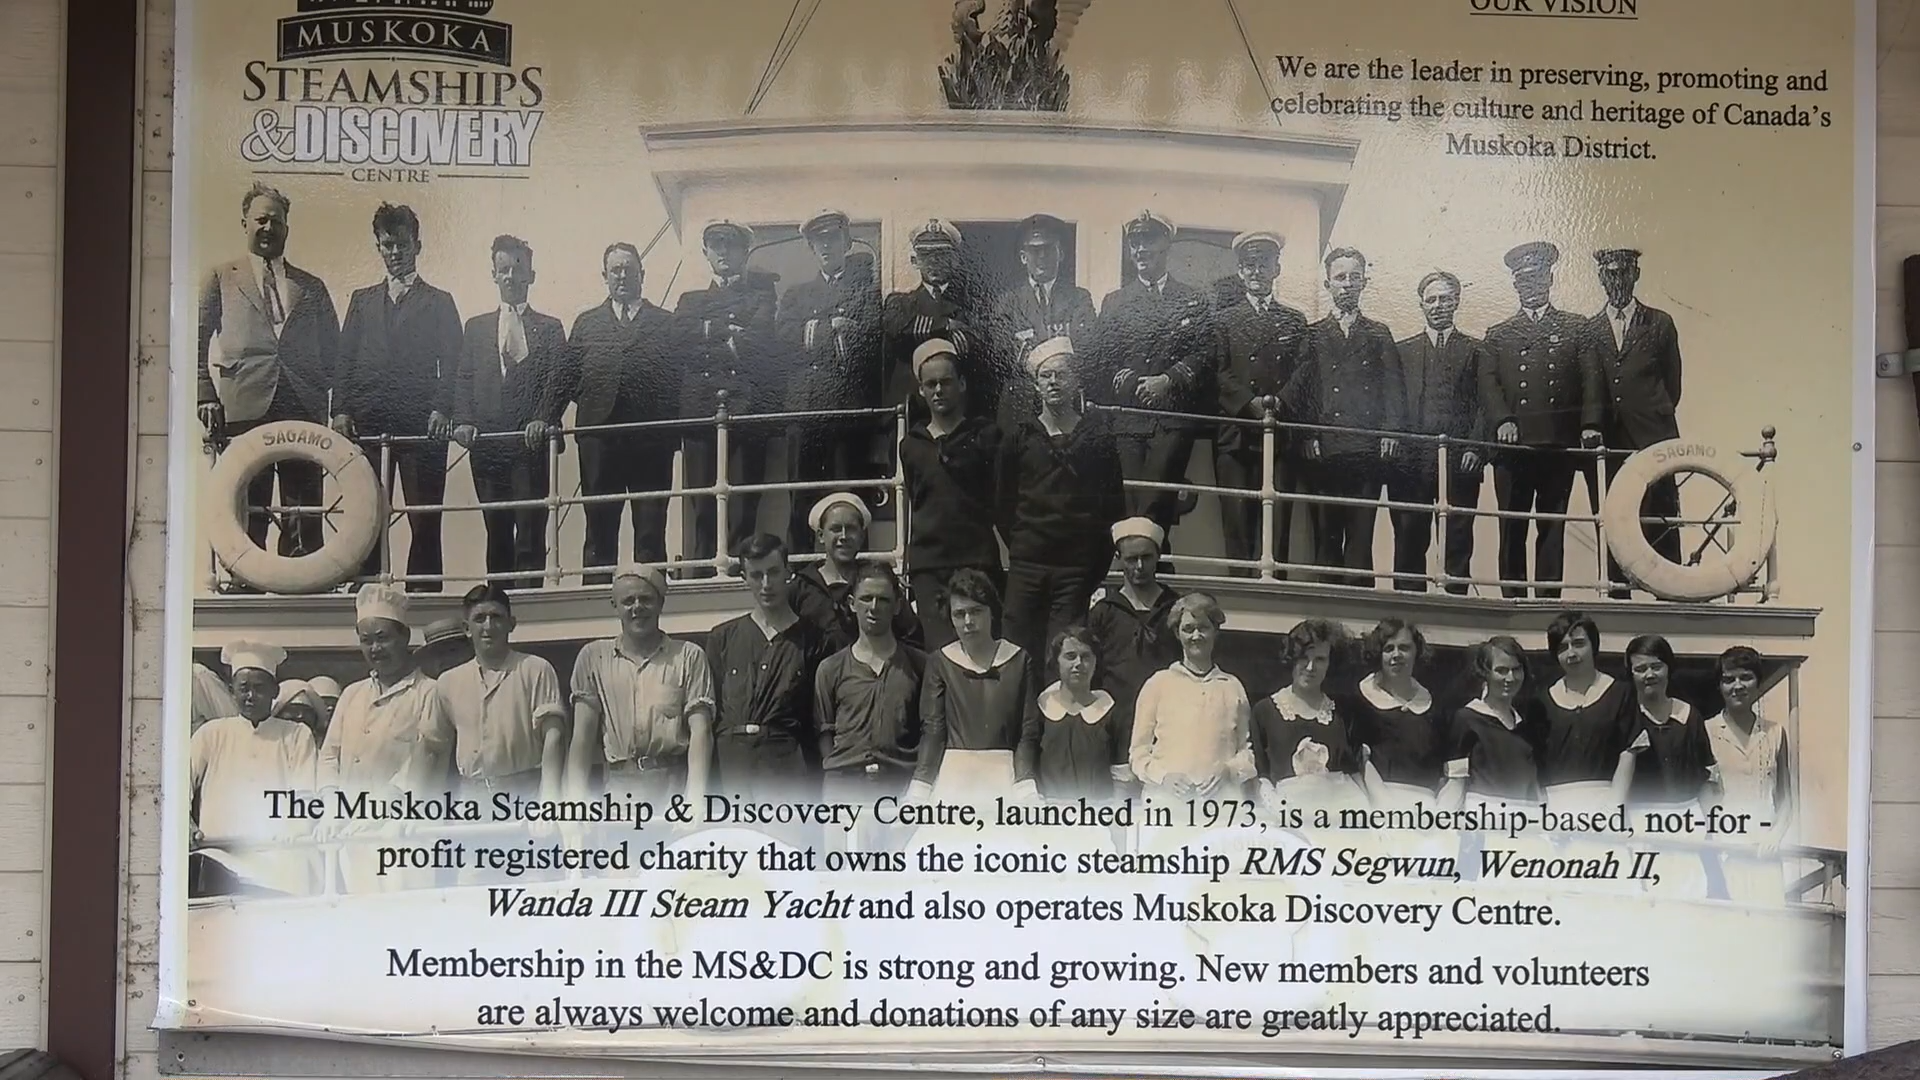 MUSKOKA
STEAMSHIPS
&DISCOVERY
CENTRE
OUR VISION
We are the leader in preserving, promoting and
celebrating the culture and heritage of Canada's
Muskoka District.
SAGAMO
SAGAMO
The Muskoka Steamship & Discovery Centre, launched in 1973, is a membership-based, not-for -
profit registered charity that owns the iconic steamship RMS Segwun, Wenonah II,
Wanda III Steam Yacht and also operates Muskoka Discovery Centre.
Membership in the MS&DC is strong and growing. New members and volunteers
are always welcome and donations of any size are greatly appreciated.